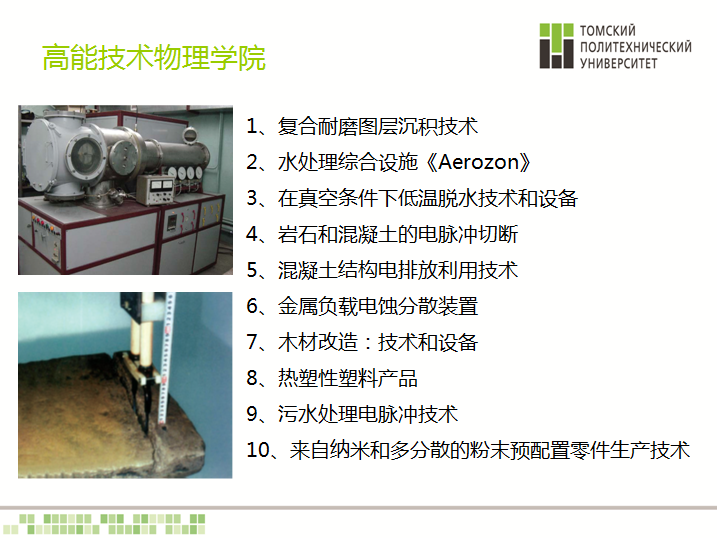 高能技术物理学院
ТОМСКИЙ
ПОЛИТЕХНИЧЕСКИЙ
УНИВЕРСИТЕТ
1、复合耐磨图层沉积技术
2、水处理综合设施《Aerozon》
3、在真空条件下低温脱水技术和设备
4、岩石和混凝土的电脉冲切断
5、混凝土结构电排放利用技术
6、金属负载电蚀分散装置
7、木材改造：技术和设备
8、热塑性塑料产品
9、污水处理电脉冲技术
10、来自纳米和多分散的粉末预配置零件生产技术